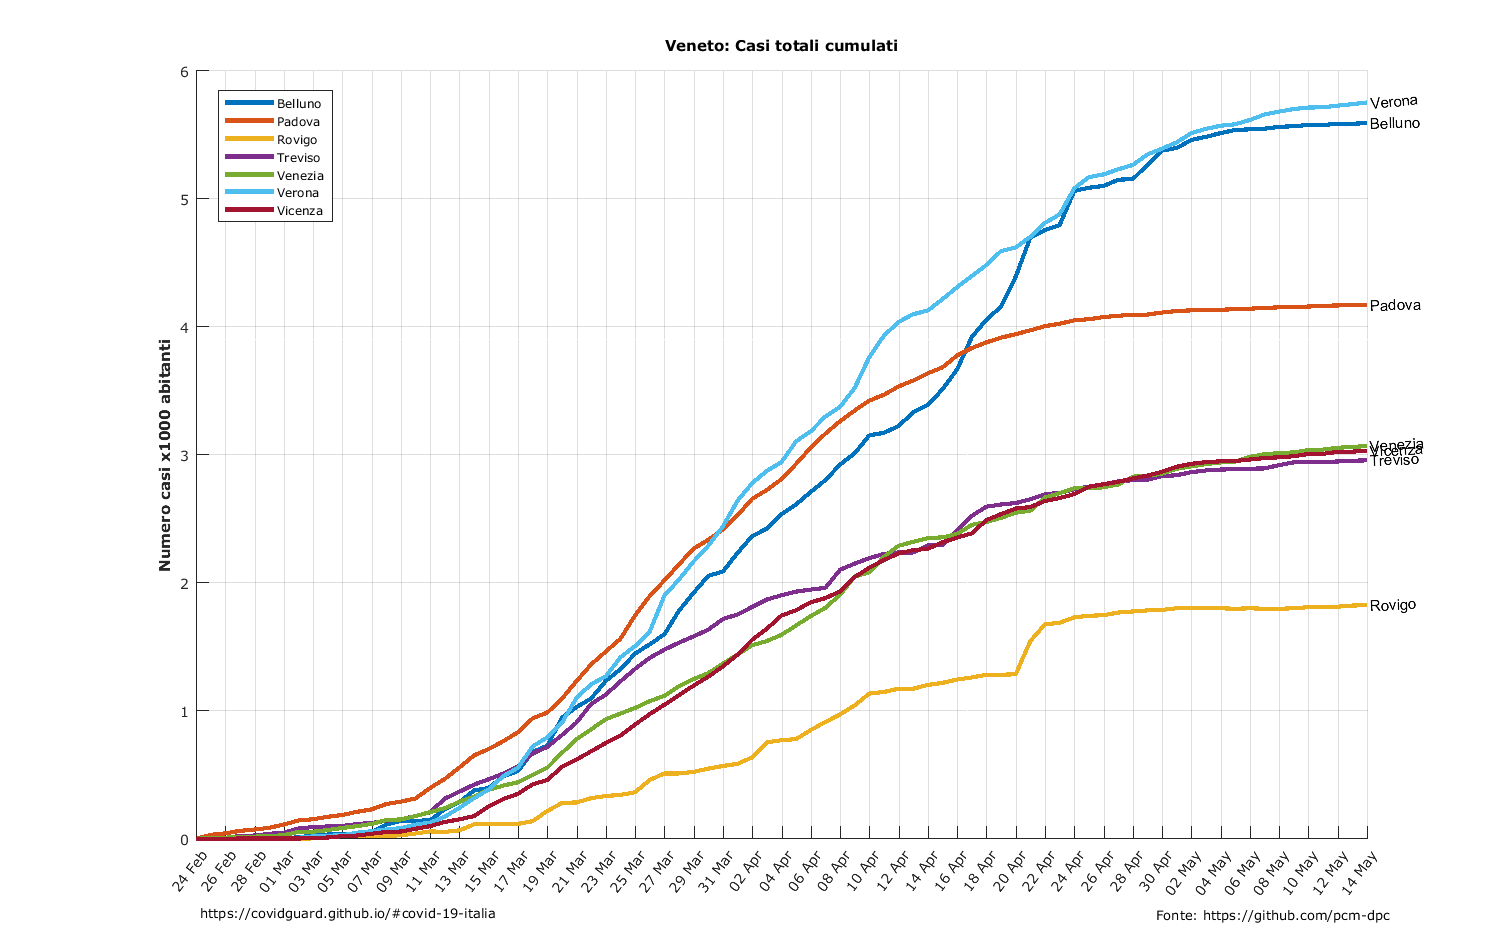 Veneto: Casi totali cumulati
Numero casi x1000 abitanti
6
5
4
3
2
1
0
Belluno
Padova
Rovigo
Treviso
Venezia
Verona
Vicenza
Verona
Belluno
Padova
Venezia
Vicenza
Treviso
Rovigo
24 Feb
26 Feb
28 Feb
01 Mar
03 Mar
05 Mar
07 Mar
09 Mar
11 Mar
13 Mar
15 Mar
17 Mar
19 Mar
21 Mar
23 Mar
25 Mar
27 Mar
29 Mar
31 Mar
02 Apr
04 Apr
06 Apr
08 Apr
10 Apr
12 Apr
14 Apr
16 Apr
18 Apr
20 Apr
22 Apr
24 Apr
26 Apr
28 Apr
30 Apr
02 May
04 May
06 May
08 May
10 May
12 May
14 May
https://covidguard.github.io/#covid-19-italia
Fonte: https://github.com/pcm-dpc